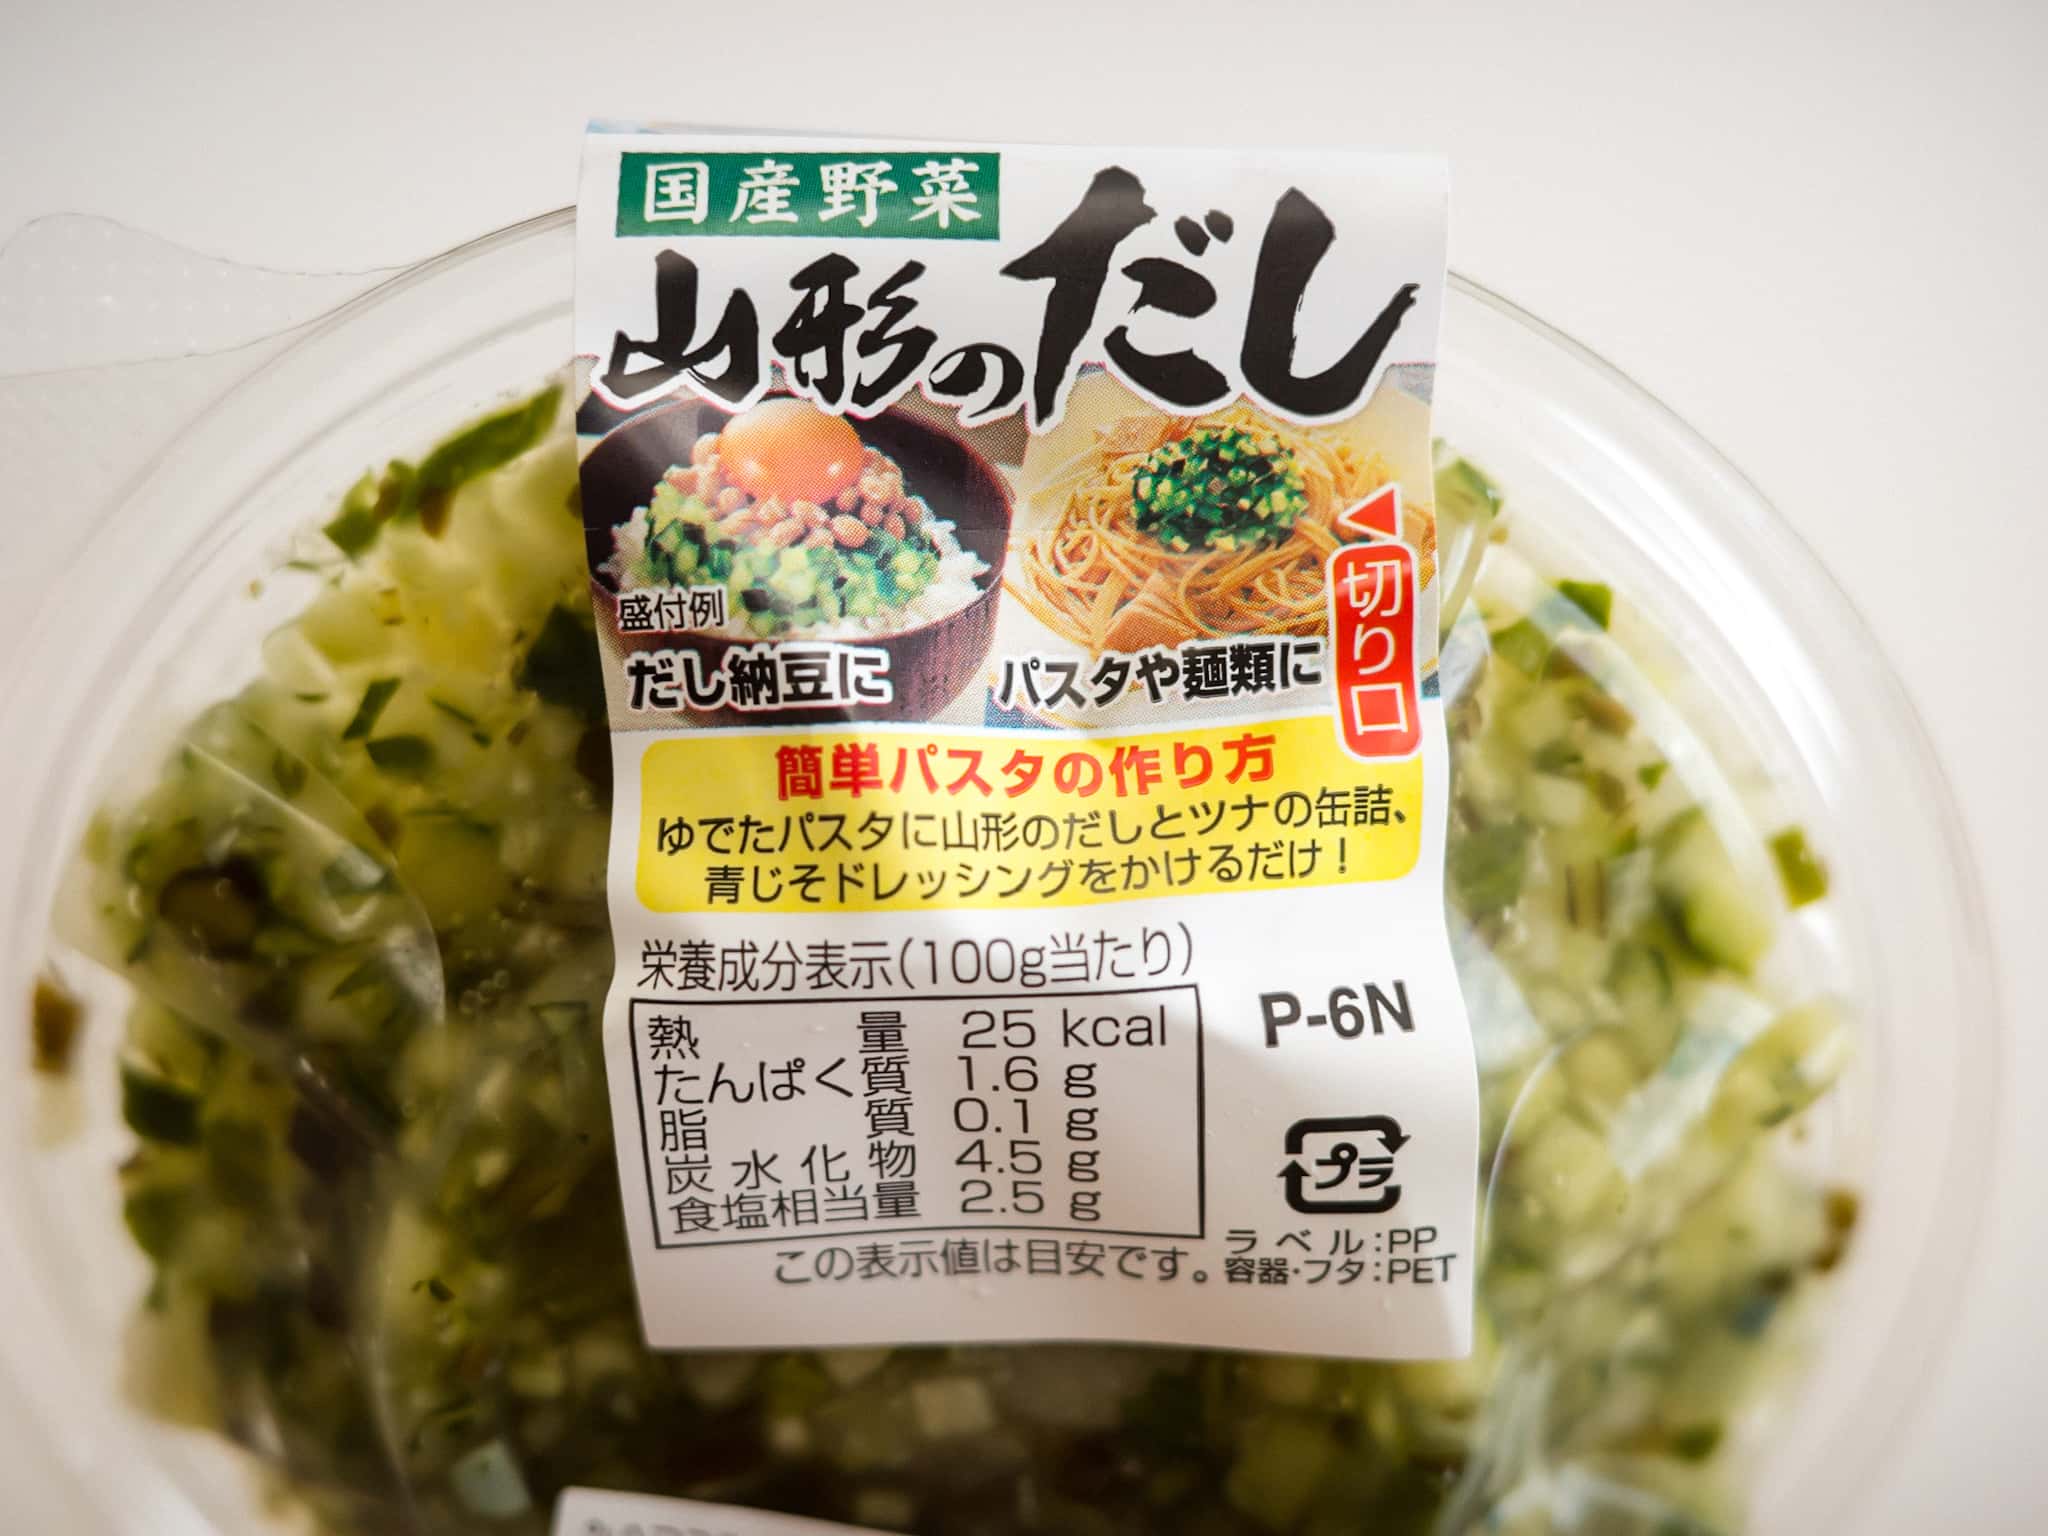 国産野菜
山形のだし
盛付例
だし納豆に
パスタや麺類に
切り口
簡単パスタの作り方
ゆでたパスタに山形のだしとツナの缶詰、
青じそドレッシングをかけるだけ！
栄養成分表示(100g当たり)
熱量 25 kcal
たんぱく質 1.6 g
脂質 0.1 g
炭水化物 4.5 g
食塩相当量 2.5 g
この表示値は目安です。
P-6N
プラ
ラベル:PP
容器・フタ:PET